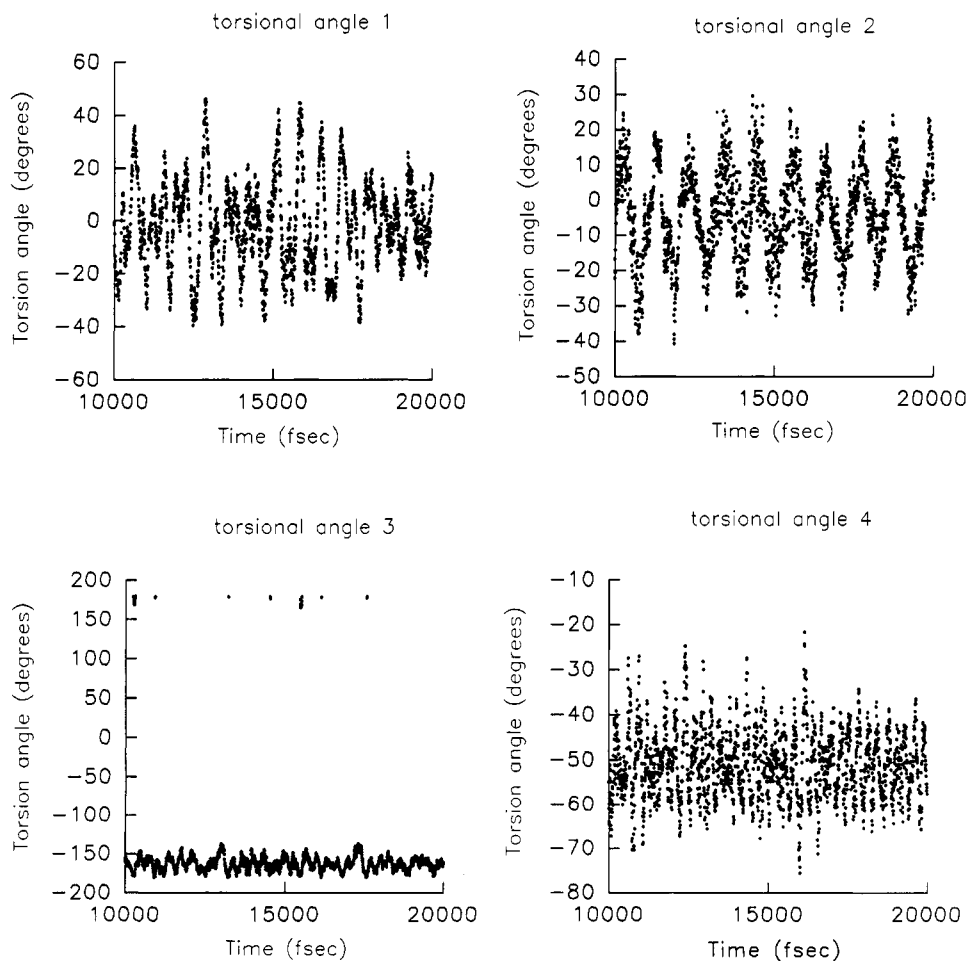 torsional angle 1
Torsion angle (degrees)
60
40
20
0
−20
−40
−60
10000 15000 20000
Time (fsec)
torsional angle 2
Torsion angle (degrees)
40
30
20
10
0
−10
−20
−30
−40
−50
10000 15000 20000
Time (fsec)
torsional angle 3
Torsion angle (degrees)
200
150
100
50
0
−50
−100
−150
−200
10000 15000 20000
Time (fsec)
torsional angle 4
Torsion angle (degrees)
−10
−20
−30
−40
−50
−60
−70
−80
10000 15000 20000
Time (fsec)